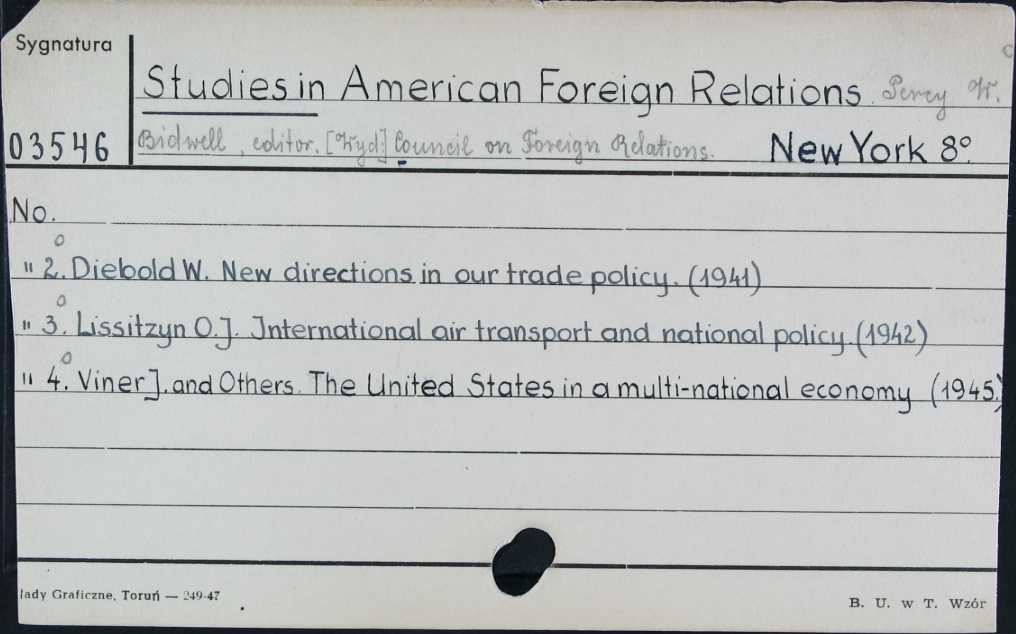 Sygnatura
Studies in American Foreign Relations. Percy W.
03546 Bidwell, editor. [Wyd:] Council on Foreign Relations. New York 8°.
No.
" 2. Diebold W. New directions in our trade policy. (1941)
" 3. Lissitzyn O.J. International air transport and national policy. (1942)
" 4. Viner J. and Others. The United States in a multi-national economy (1945.)
łady Graficzne, Toruń — 249-47
B. U. w T. Wzór